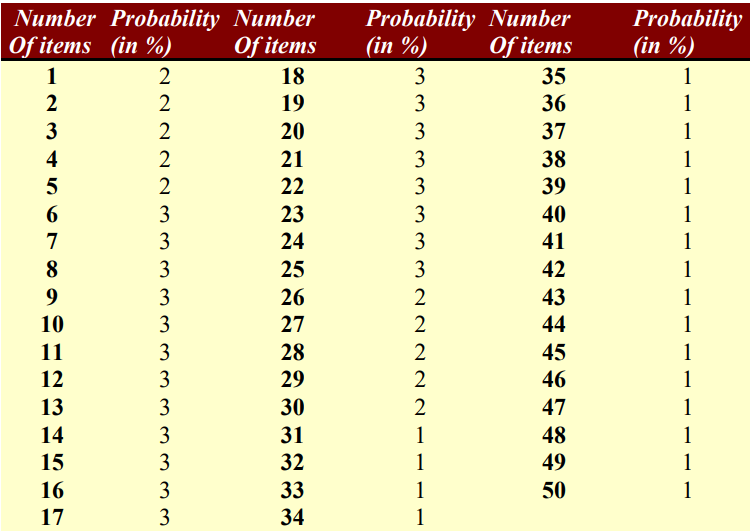 Number Probability Number Probability Number Probability
Of items (in %) Of items (in %) Of items (in %)
1 2 18 3 35 1
2 2 19 3 36 1
3 2 20 3 37 1
4 2 21 3 38 1
5 2 22 3 39 1
6 3 23 3 40 1
7 3 24 3 41 1
8 3 25 3 42 1
9 3 26 2 43 1
10 3 27 2 44 1
11 3 28 2 45 1
12 3 29 2 46 1
13 3 30 2 47 1
14 3 31 1 48 1
15 3 32 1 49 1
16 3 33 1 50 1
17 3 34 1